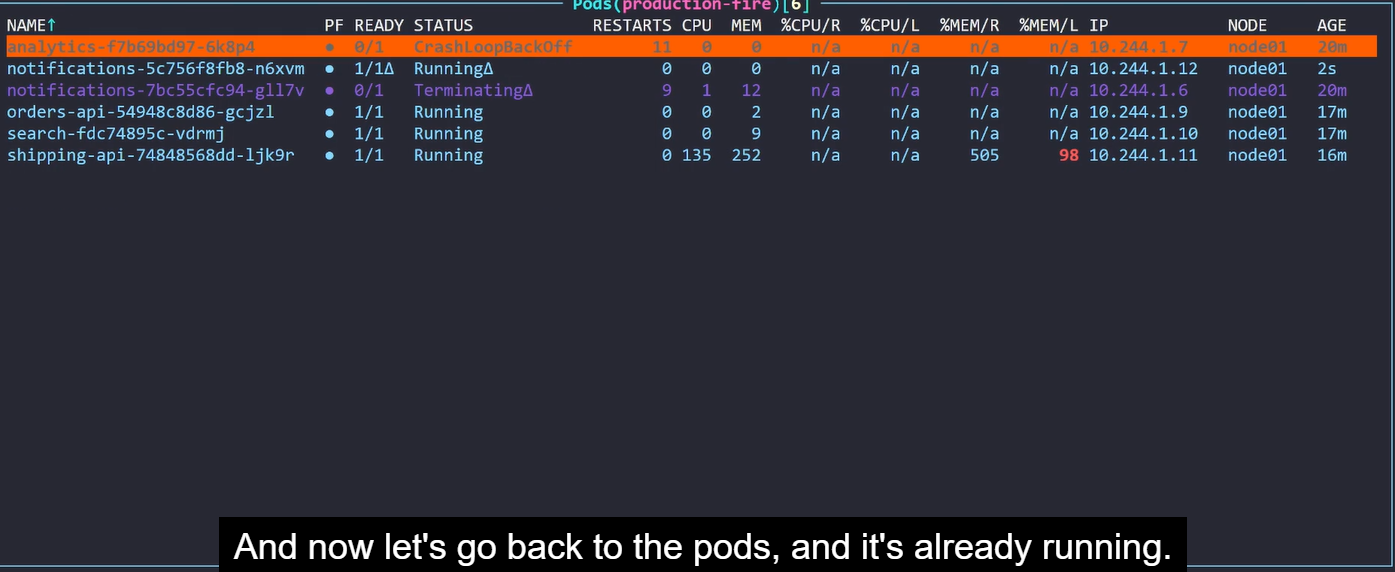 Pods(production-fire)[6]
NAME↑ PF READY STATUS RESTARTS CPU MEM %CPU/R %CPU/L %MEM/R %MEM/L IP NODE AGE
analytics-f7b69bd97-6k8p4 ● 0/1 CrashLoopBackOff 11 0 0 n/a n/a n/a n/a 10.244.1.7 node01 20m
notifications-5c756f8fb8-n6xvm ● 1/1Δ RunningΔ 0 0 0 n/a n/a n/a n/a 10.244.1.12 node01 2s
notifications-7bc55cfc94-gll7v ● 0/1 TerminatingΔ 9 1 12 n/a n/a n/a n/a 10.244.1.6 node01 20m
orders-api-54948c8d86-gcjzl ● 1/1 Running 0 0 2 n/a n/a n/a n/a 10.244.1.9 node01 17m
search-fdc74895c-vdrmj ● 1/1 Running 0 0 9 n/a n/a n/a n/a 10.244.1.10 node01 17m
shipping-api-74848568dd-ljk9r ● 1/1 Running 0 135 252 n/a n/a 505 98 10.244.1.11 node01 16m
And now let's go back to the pods, and it's already running.